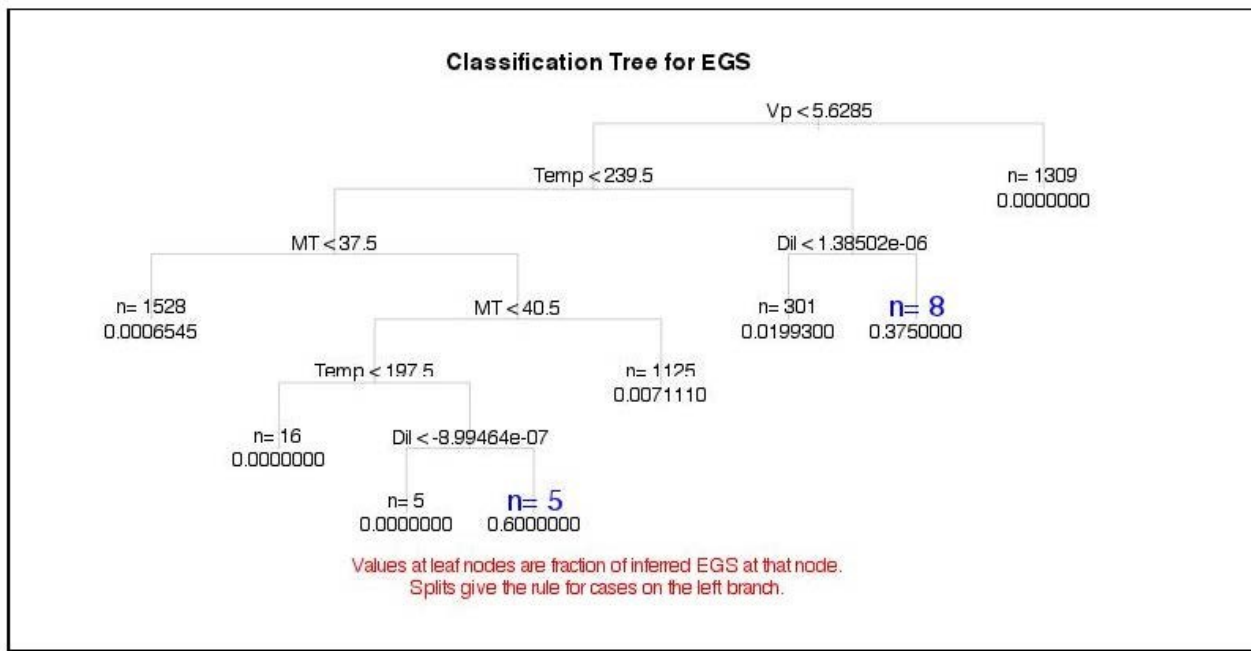 Classification Tree for EGS
Vp < 5.6285
Temp < 239.5
n= 1309
0.0000000
MT < 37.5
Dil < 1.38502e-06
n= 1528
0.0006545
MT < 40.5
n= 301
0.0199300
n= 8
0.3750000
Temp < 197.5
n= 1125
0.0071110
n= 16
0.0000000
Dil < -8.99464e-07
n= 5
0.0000000
n= 5
0.6000000
Values at leaf nodes are fraction of inferred EGS at that node.
Splits give the rule for cases on the left branch.